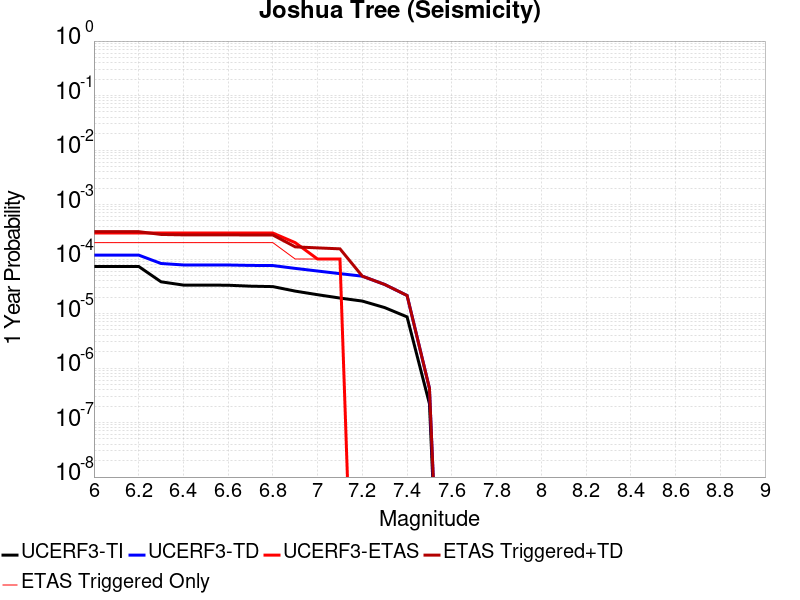 Joshua Tree (Seismicity)
10^0
10^-1
10^-2
10^-3
10^-4
10^-5
10^-6
10^-7
10^-8
1 Year Probability
6 6.2 6.4 6.6 6.8 7 7.2 7.4 7.6 7.8 8 8.2 8.4 8.6 8.8 9
Magnitude
UCERF3-TI UCERF3-TD UCERF3-ETAS ETAS Triggered+TD
ETAS Triggered Only